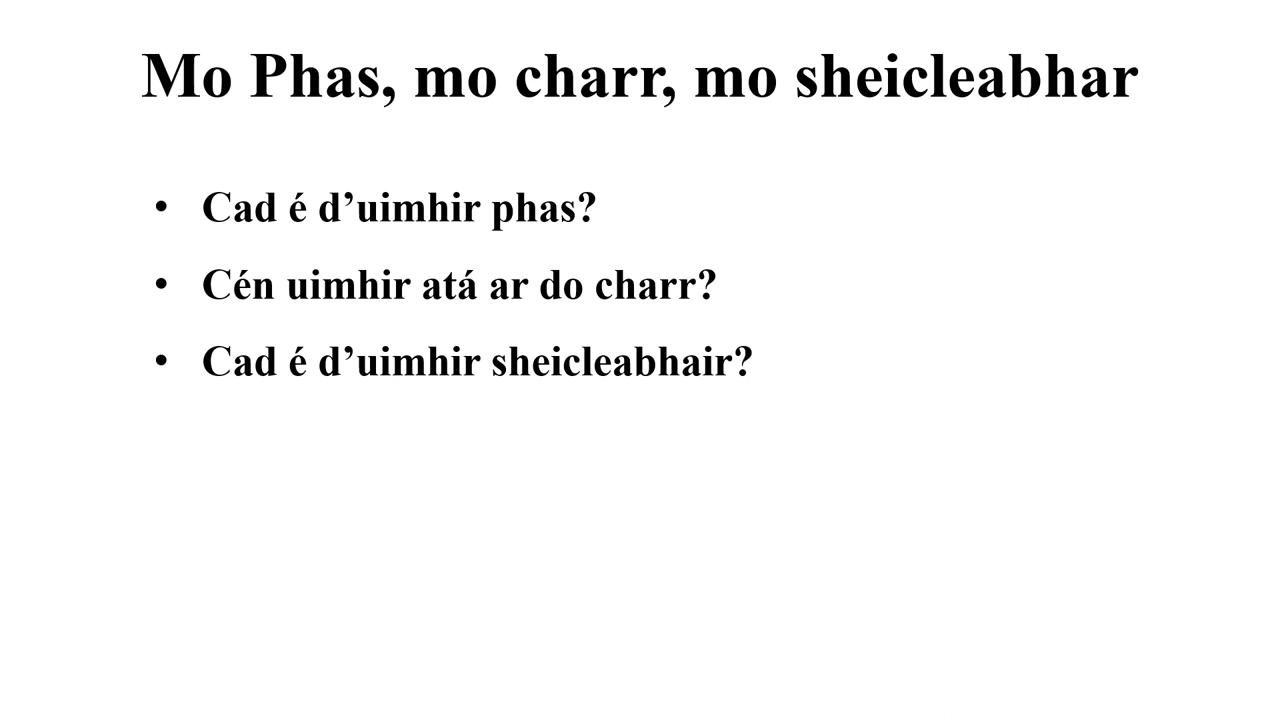 Mo Phas, mo charr, mo sheicleabhar
• Cad é d’uimhir phas?
• Cén uimhir atá ar do charr?
• Cad é d’uimhir sheicleabhair?